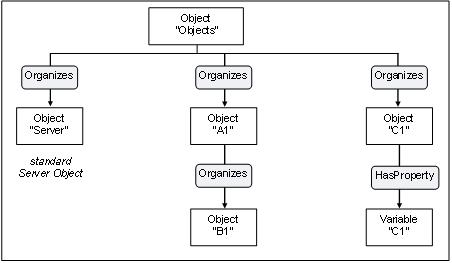 Object
"Objects"
Organizes
Organizes
Organizes
Object
"Server"
Object
"A1"
Object
"C1"
standard
Server Object
Organizes
HasProperty
Object
"B1"
Variable
"C1"